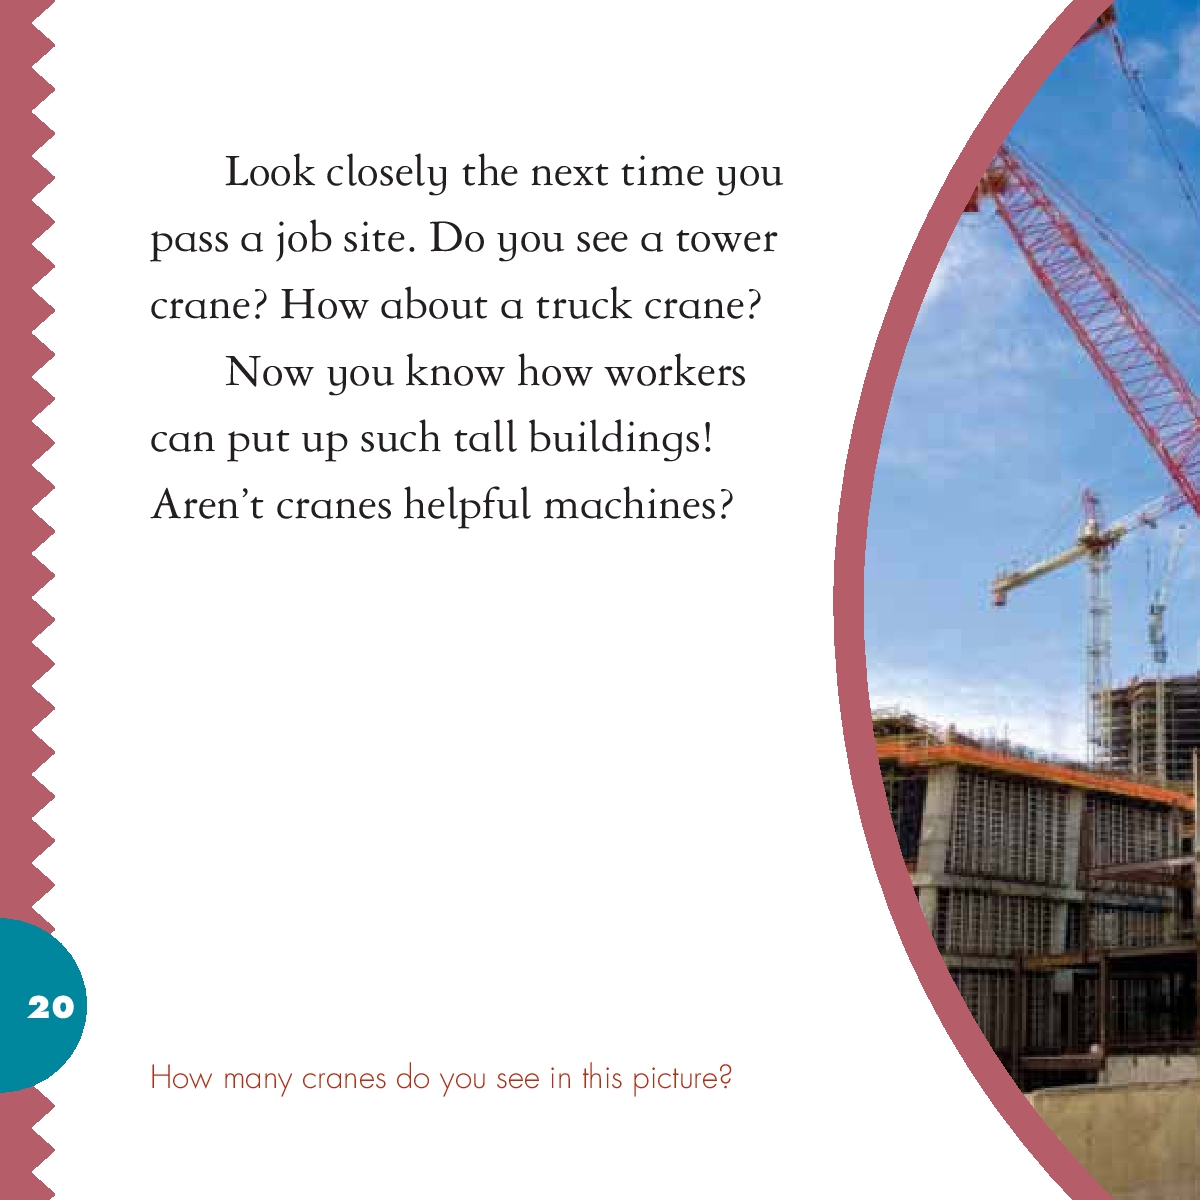 Look closely the next time you
pass a job site. Do you see a tower
crane? How about a truck crane?
Now you know how workers
can put up such tall buildings!
Aren’t cranes helpful machines?
20
How many cranes do you see in this picture?